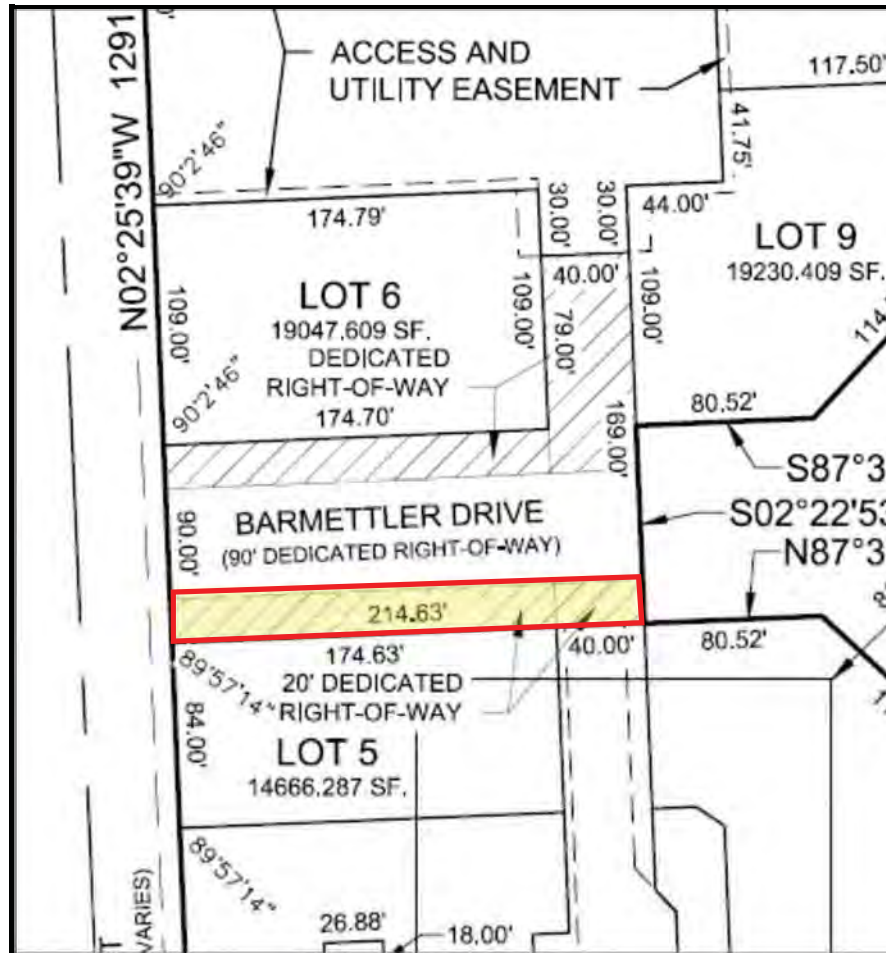 ACCESS AND
UTILITY EASEMENT
117.50'
N02°25'39"W 1291
90°2'46"
41.75'
174.79'
30.00'
30.00'
44.00'
LOT 9
19230.409 SF.
40.00'
LOT 6
19047.609 SF.
109.00'
109.00'
79.00'
109.00'
DEDICATED
RIGHT-OF-WAY
90°2'46"
174.70'
169.00'
80.52'
114
S87°3
S02°22'53
N87°3
90.00'
BARMETTLER DRIVE
(90' DEDICATED RIGHT-OF-WAY)
214.63'
174.63'
40.00'
80.52'
89°57'14"
20' DEDICATED
RIGHT-OF-WAY
84.00'
LOT 5
14666.287 SF.
89°57'14"
26.88'
18.00'
VARIES)
T